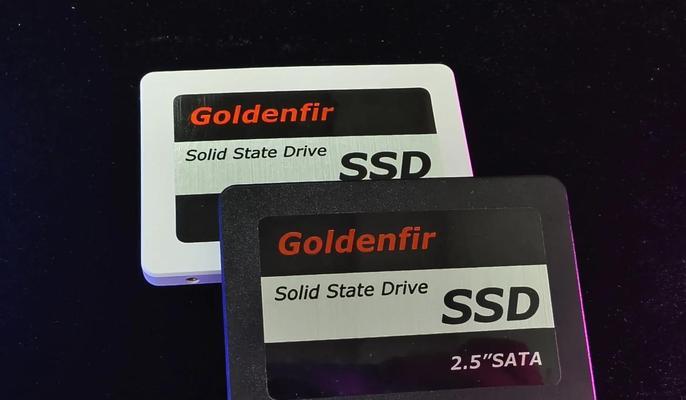 Goldenfir
Solid State Drive
SSD
Goldenfir
Solid State Drive
SSD
2.5"SATA